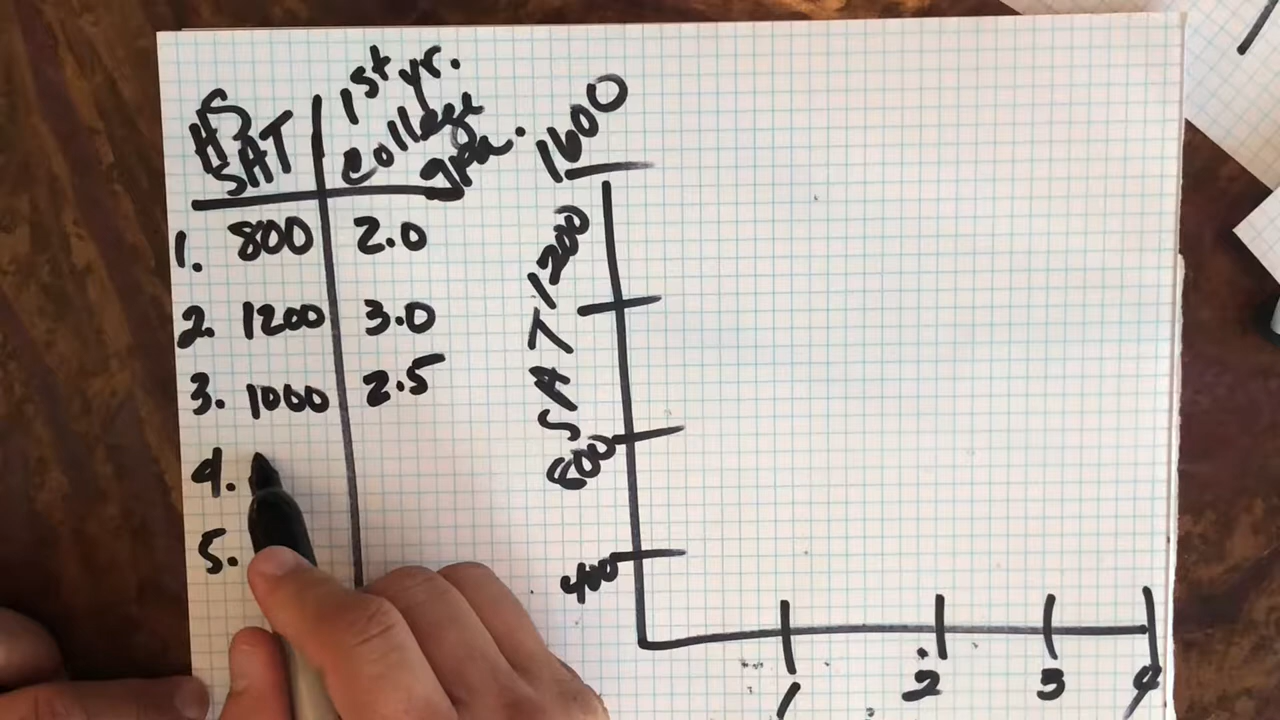 HS SAT
1st yr. college gpa.
1. 800 2.0
2. 1200 3.0
3. 1000 2.5
4.
5.
1600
1200
SAT
800
400
1 2 3 4